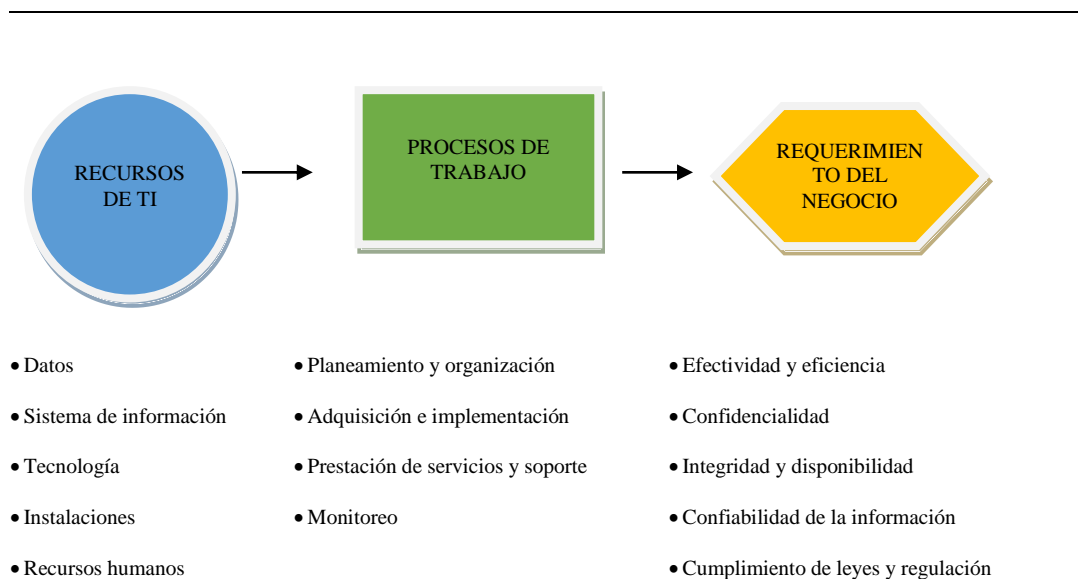 RECURSOS
DE TI
PROCESOS DE
TRABAJO
REQUERIMIEN
TO DEL
NEGOCIO
• Datos
• Sistema de información
• Tecnología
• Instalaciones
• Recursos humanos
• Planeamiento y organización
• Adquisición e implementación
• Prestación de servicios y soporte
• Monitoreo
• Efectividad y eficiencia
• Confidencialidad
• Integridad y disponibilidad
• Confiabilidad de la información
• Cumplimiento de leyes y regulación